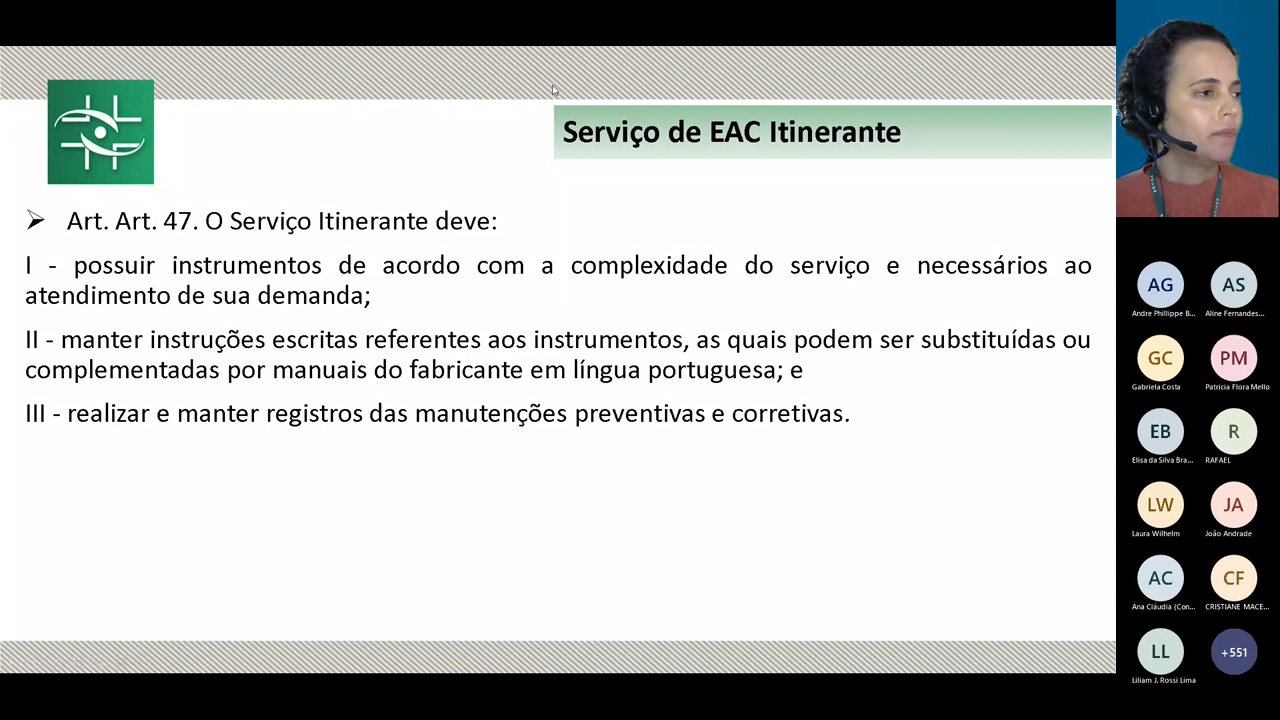 Serviço de EAC Itinerante
Art. Art. 47. O Serviço Itinerante deve:
I - possuir instrumentos de acordo com a complexidade do serviço e necessários ao
atendimento de sua demanda;
II - manter instruções escritas referentes aos instrumentos, as quais podem ser substituídas ou
complementadas por manuais do fabricante em língua portuguesa; e
III - realizar e manter registros das manutenções preventivas e corretivas.
AG
AS
Andre Phillippe B...
Aline Fernandes...
GC
PM
Gabriela Costa
Patricia Flora Mello
EB
R
Elisa da Silva Bra...
RAFAEL
LW
JA
Laura Wilhelm
João Andrade
AC
CF
Ana Cláudia (Con...
CRISTIANE MACE...
LL
+551
Liliam J. Rossi Lima